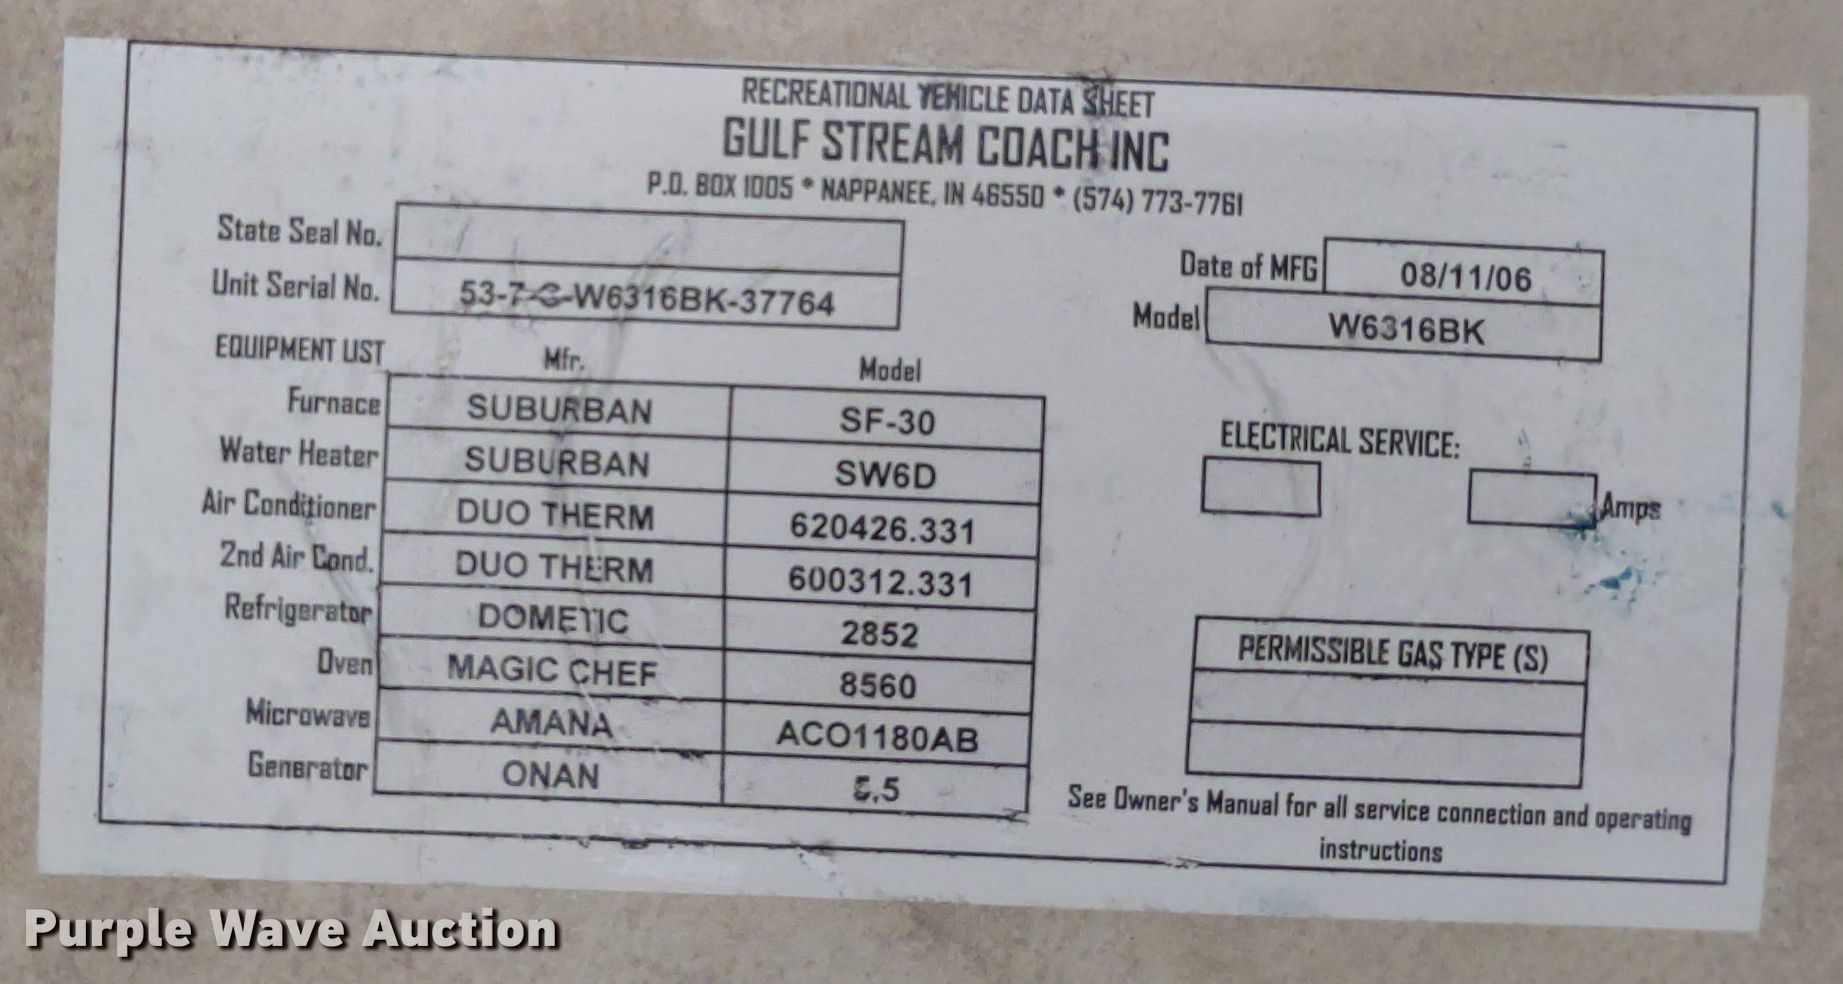 RECREATIONAL VEHICLE DATA SHEET
GULF STREAM COACH INC
P.O. BOX 1005 * NAPPANEE, IN 46550 * (574) 773-7761
State Seal No.
Unit Serial No. 53-7-G-W6316BK-37764
Date of MFG 08/11/06
Model W6316BK
EQUIPMENT LIST Mfr. Model
Furnace SUBURBAN SF-30
Water Heater SUBURBAN SW6D
Air Conditioner DUO THERM 620426.331
2nd Air Cond. DUO THERM 600312.331
Refrigerator DOMETIC 2852
Oven MAGIC CHEF 8560
Microwave AMANA ACO1180AB
Generator ONAN
ELECTRICAL SERVICE:
Amps
PERMISSIBLE GAS TYPE (S)
See Owner's Manual for all service connection and operating
instructions
Purple Wave Auction